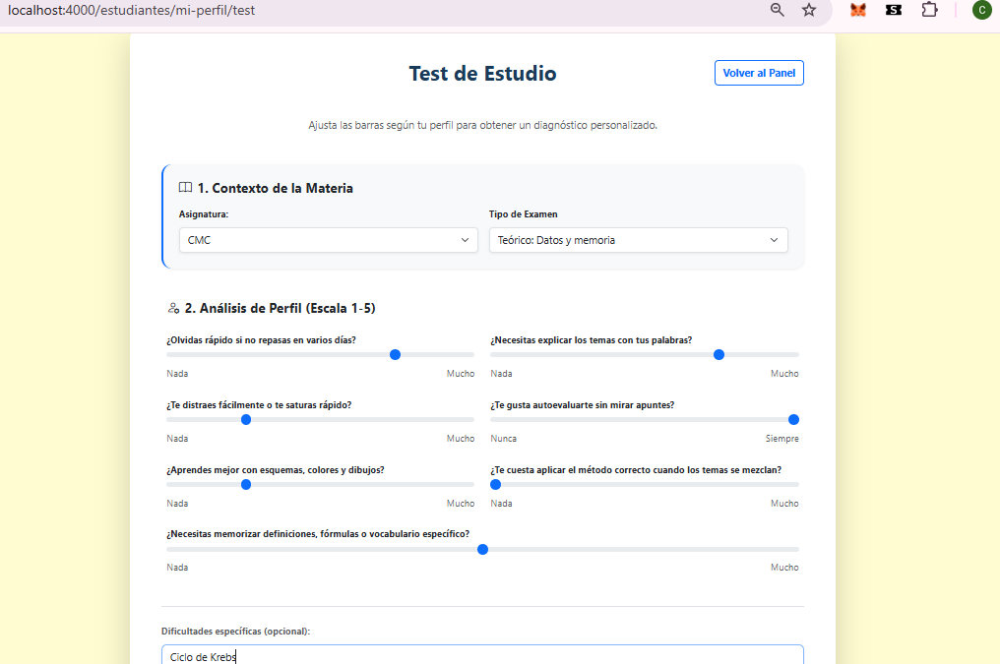 localhost:4000/estudiantes/mi-perfil/test
S
C
Test de Estudio
Volver al Panel
Ajusta las barras según tu perfil para obtener un diagnóstico personalizado.
1. Contexto de la Materia
Asignatura:
Tipo de Examen
CMC
Teórico: Datos y memoria
2. Análisis de Perfil (Escala 1-5)
¿Olvidas rápido si no repasas en varios días?
¿Necesitas explicar los temas con tus palabras?
Nada
Mucho
Nada
Mucho
¿Te distraes fácilmente o te saturas rápido?
¿Te gusta autoevaluarte sin mirar apuntes?
Nada
Mucho
Nunca
Siempre
¿Aprendes mejor con esquemas, colores y dibujos?
¿Te cuesta aplicar el método correcto cuando los temas se mezclan?
Nada
Mucho
Nada
Mucho
¿Necesitas memorizar definiciones, fórmulas o vocabulario específico?
Nada
Mucho
Dificultades específicas (opcional):
Ciclo de Krebs